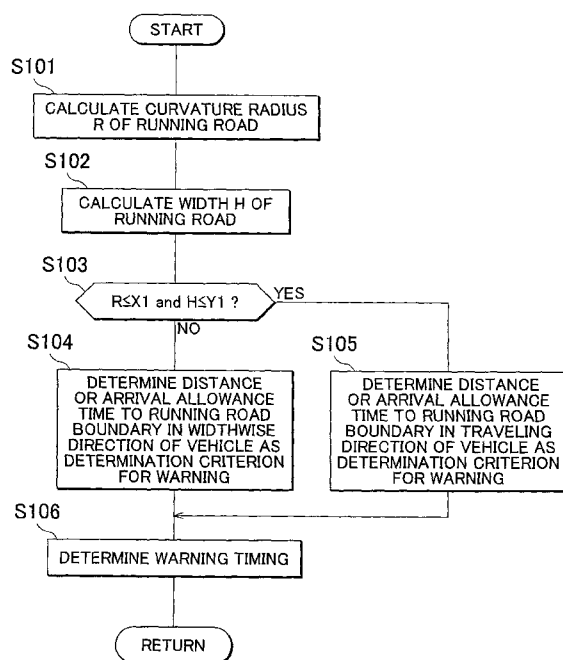 START
S101
CALCULATE CURVATURE RADIUS
R OF RUNNING ROAD
S102
CALCULATE WIDTH H OF
RUNNING ROAD
S103
R≦X1 and H≦Y1 ?
YES
NO
S104
DETERMINE DISTANCE
OR ARRIVAL ALLOWANCE
TIME TO RUNNING ROAD
BOUNDARY IN WIDTHWISE
DIRECTION OF VEHICLE AS
DETERMINATION CRITERION
FOR WARNING
S105
DETERMINE DISTANCE
OR ARRIVAL ALLOWANCE
TIME TO RUNNING ROAD
BOUNDARY IN TRAVELING
DIRECTION OF VEHICLE AS
DETERMINATION CRITERION
FOR WARNING
S106
DETERMINE WARNING TIMING
RETURN